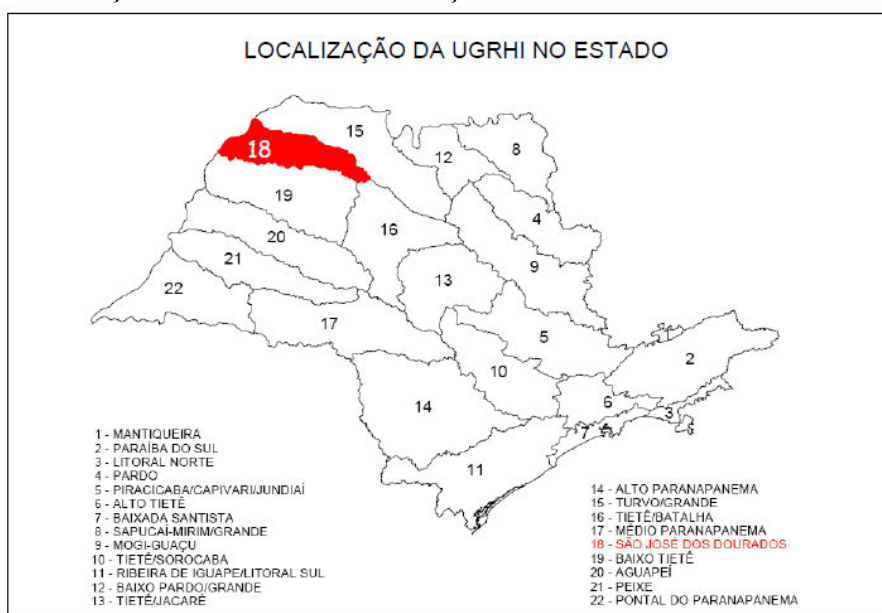 LOCALIZAÇÃO DA UGRHI NO ESTADO
15
18
12
8
19
16
4
20
21
13
9
22
17
5
1
2
10
14
6
3
7
11
1 - MANTIQUEIRA
2 - PARAÍBA DO SUL
3 - LITORAL NORTE
4 - PARDO
5 - PIRACICABA/CAPIVARI/JUNDIAÍ
6 - ALTO TIETÊ
7 - BAIXADA SANTISTA
8 - SAPUCAÍ-MIRIM/GRANDE
9 - MOGI-GUAÇU
10 - TIETÊ/SOROCABA
11 - RIBEIRA DE IGUAPE/LITORAL SUL
12 - BAIXO PARDO/GRANDE
13 - TIETÊ/JACARÉ
14 - ALTO PARANAPANEMA
15 - TURVO/GRANDE
16 - TIETÊ/BATALHA
17 - MÉDIO PARANAPANEMA
18 - SÃO JOSÉ DOS DOURADOS
19 - BAIXO TIETÊ
20 - AGUAPEÍ
21 - PEIXE
22 - PONTAL DO PARANAPANEMA